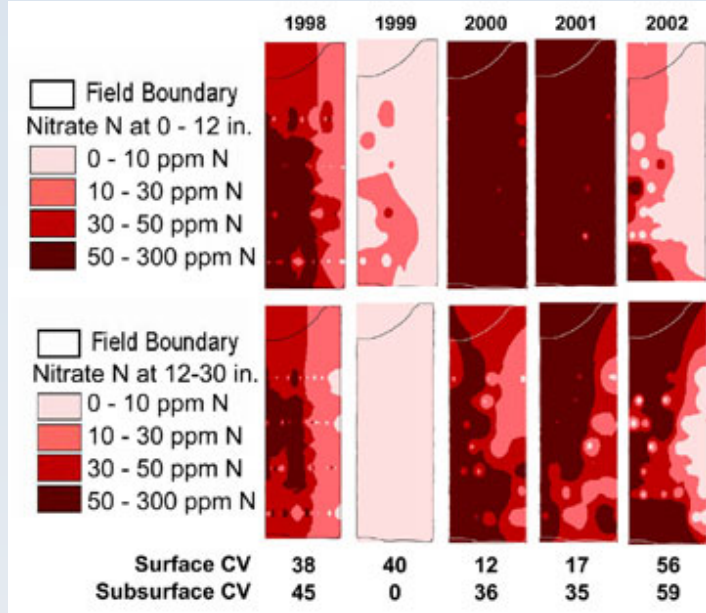 1998 1999 2000 2001 2002
Field Boundary
Nitrate N at 0 - 12 in.
0 - 10 ppm N
10 - 30 ppm N
30 - 50 ppm N
50 - 300 ppm N
Field Boundary
Nitrate N at 12-30 in.
0 - 10 ppm N
10 - 30 ppm N
30 - 50 ppm N
50 - 300 ppm N
Surface CV 38 40 12 17 56
Subsurface CV 45 0 36 35 59